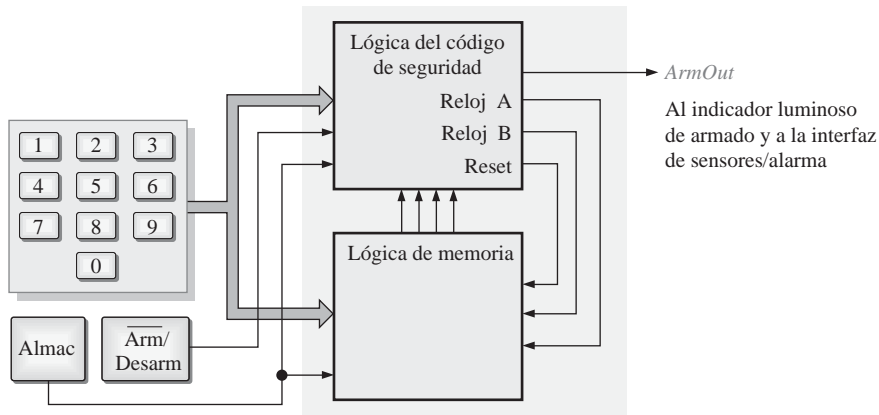 Lógica del código
de seguridad
Reloj A
Reloj B
Reset
ArmOut
Al indicador luminoso
de armado y a la interfaz
de sensores/alarma
1 2 3
4 5 6
7 8 9
0
Lógica de memoria
Almac
Arm/
Desarm